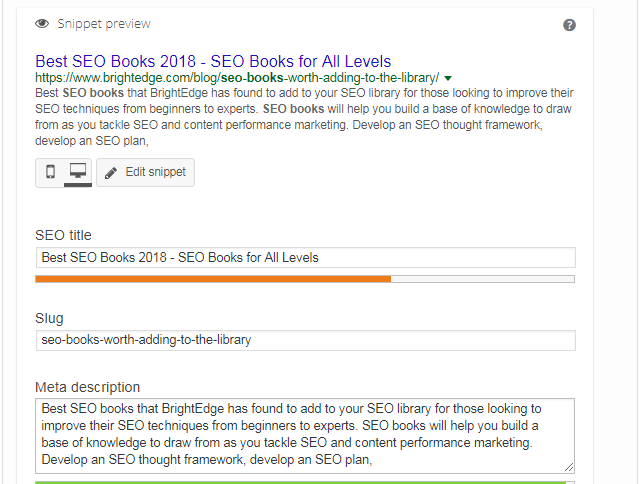 Snippet preview
Best SEO Books 2018 - SEO Books for All Levels
https://www.brightedge.com/blog/seo-books-worth-adding-to-the-library/
Best SEO books that BrightEdge has found to add to your SEO library for those looking to improve their
SEO techniques from beginners to experts. SEO books will help you build a base of knowledge to draw
from as you tackle SEO and content performance marketing. Develop an SEO thought framework,
develop an SEO plan,
Edit snippet
SEO title
Best SEO Books 2018 - SEO Books for All Levels
Slug
seo-books-worth-adding-to-the-library
Meta description
Best SEO books that BrightEdge has found to add to your SEO library for those looking to
improve their SEO techniques from beginners to experts. SEO books will help you build a
base of knowledge to draw from as you tackle SEO and content performance marketing.
Develop an SEO thought framework, develop an SEO plan,